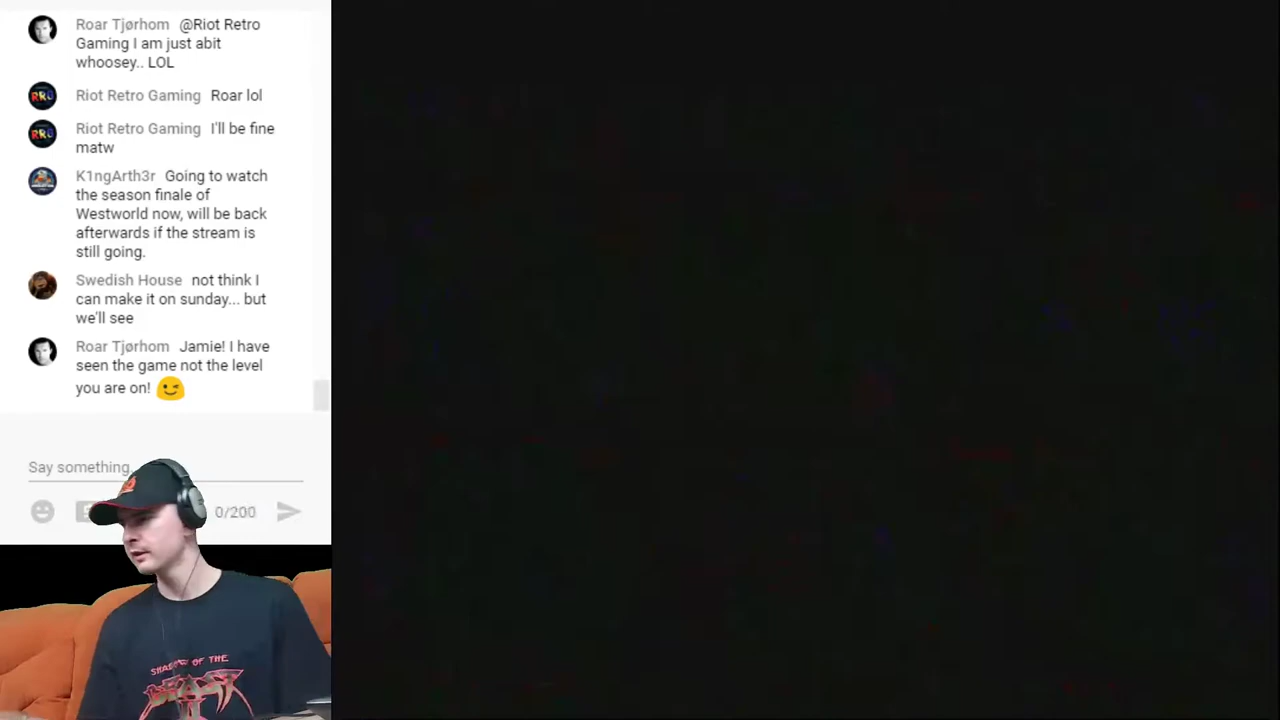 Roar Tjørhom @Riot Retro
Gaming I am just abit
whoosey.. LOL
Riot Retro Gaming Roar lol
Riot Retro Gaming I'll be fine
matw
K1ngArth3r Going to watch
the season finale of
Westworld now, will be back
afterwards if the stream is
still going.
Swedish House not think I
can make it on sunday... but
we'll see
Roar Tjørhom Jamie! I have
seen the game not the level
you are on! 😉
Say something.
0/200
SHADOW OF THE